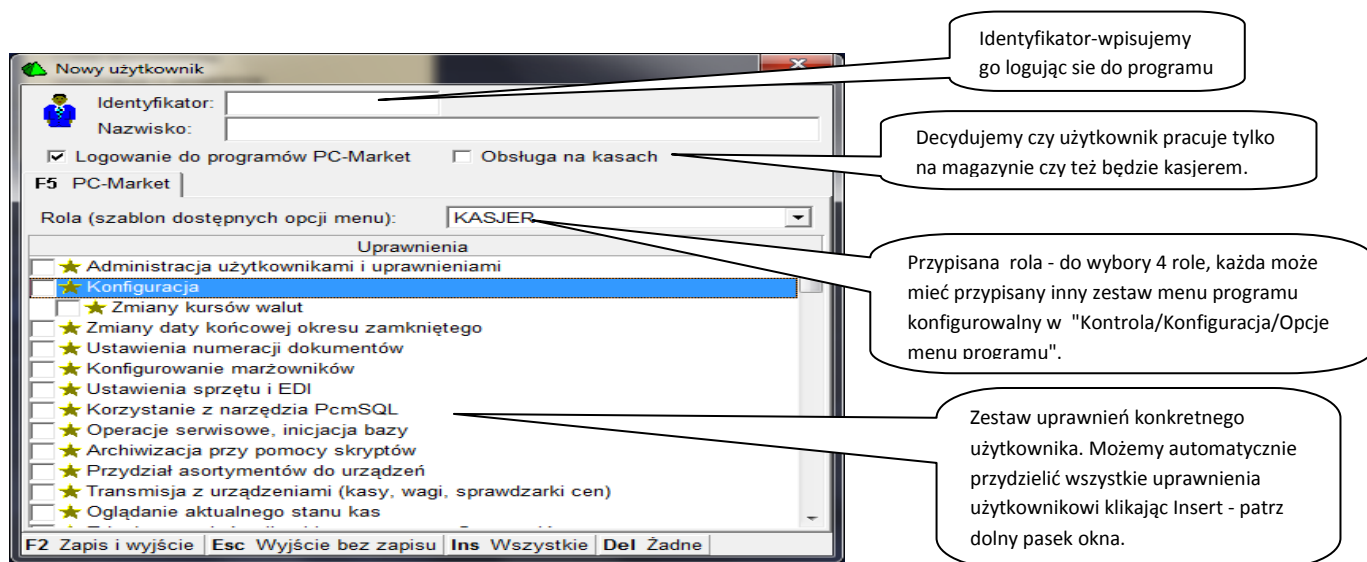 Identyfikator-wpisujemy
go logując sie do programu
Nowy użytkownik
Identyfikator:
Nazwisko:
Logowanie do programów PC-Market
Obsługa na kasach
Decydujemy czy użytkownik pracuje tylko
na magazynie czy też będzie kasjerem.
F5 PC-Market
Rola (szablon dostępnych opcji menu):
KASJER
Uprawnienia
Administracja użytkownikami i uprawnieniami
Konfiguracja
Zmiany kursów walut
Zmiany daty końcowej okresu zamkniętego
Ustawienia numeracji dokumentów
Konfigurowanie marżowników
Ustawienia sprzętu i EDI
Korzystanie z narzędzia PcmSQL
Operacje serwisowe, inicjacja bazy
Archiwizacja przy pomocy skryptów
Przydział asortymentów do urządzeń
Transmisja z urządzeniami (kasy, wagi, sprawdzarki cen)
Oglądanie aktualnego stanu kas
Przypisana rola - do wybory 4 role, każda może
mieć przypisany inny zestaw menu programu
konfigurowalny w "Kontrola/Konfiguracja/Opcje
menu programu".
Zestaw uprawnień konkretnego
użytkownika. Możemy automatycznie
przydzielić wszystkie uprawnienia
użytkownikowi klikając Insert - patrz
dolny pasek okna.
F2 Zapis i wyjście Esc Wyjście bez zapisu Ins Wszystkie Del Żadne